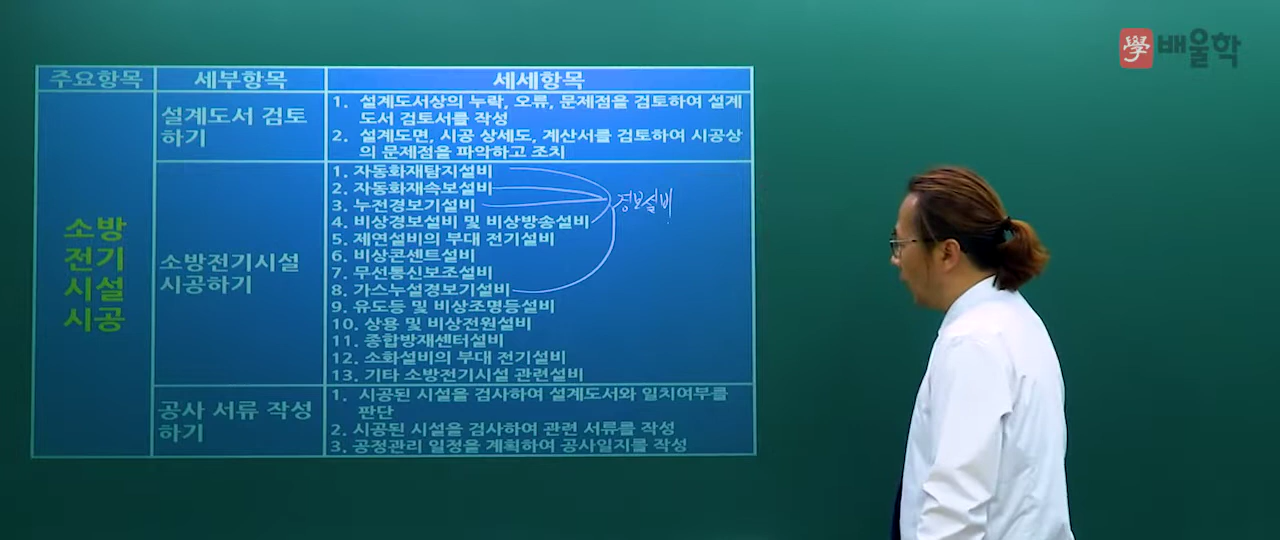 學 배울학
주요항목 세부항목 세세항목
소방
전기
시설
시공
설계도서 검토
하기
1. 설계도서상의 누락, 오류, 문제점을 검토하여 설계
도서 검토서를 작성
2. 설계도면, 시공 상세도, 계산서를 검토하여 시공상
의 문제점을 파악하고 조치
소방전기시설
시공하기
1. 자동화재탐지설비
2. 자동화재속보설비
3. 누전경보기설비
4. 비상경보설비 및 비상방송설비
5. 제연설비의 부대 전기설비
6. 비상콘센트설비
7. 무선통신보조설비
8. 가스누설경보기설비
9. 유도등 및 비상조명등설비
10. 상용 및 비상전원설비
11. 종합방재센터설비
12. 소화설비의 부대 전기설비
13. 기타 소방전기시설 관련설비
경보설비
공사 서류 작성
하기
1. 시공된 시설을 검사하여 설계도서와 일치여부를
판단
2. 시공된 시설을 검사하여 관련 서류를 작성
3. 공정관리 일정을 계획하여 공사일지를 작성